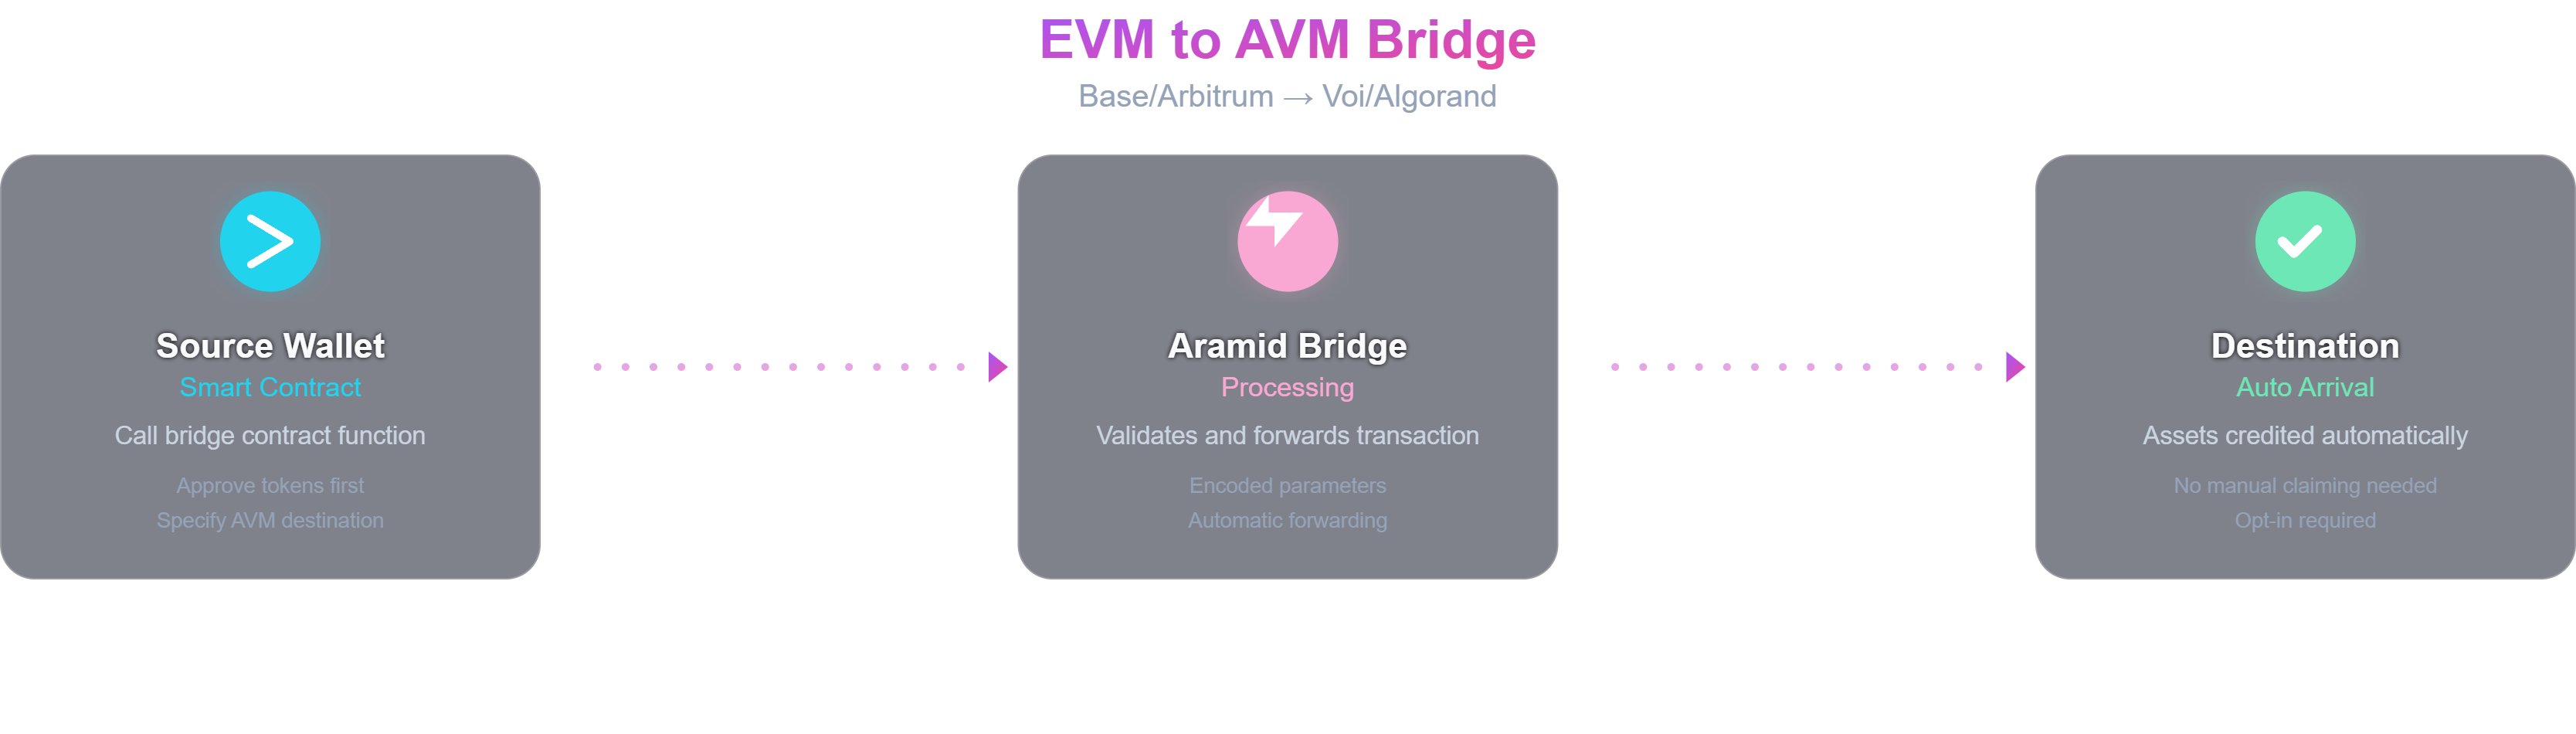 EVM to AVM Bridge
Base/Arbitrum → Voi/Algorand
Source Wallet
Smart Contract
Call bridge contract function
Approve tokens first
Specify AVM destination
Aramid Bridge
Processing
Validates and forwards transaction
Encoded parameters
Automatic forwarding
Destination
Auto Arrival
Assets credited automatically
No manual claiming needed
Opt-in required